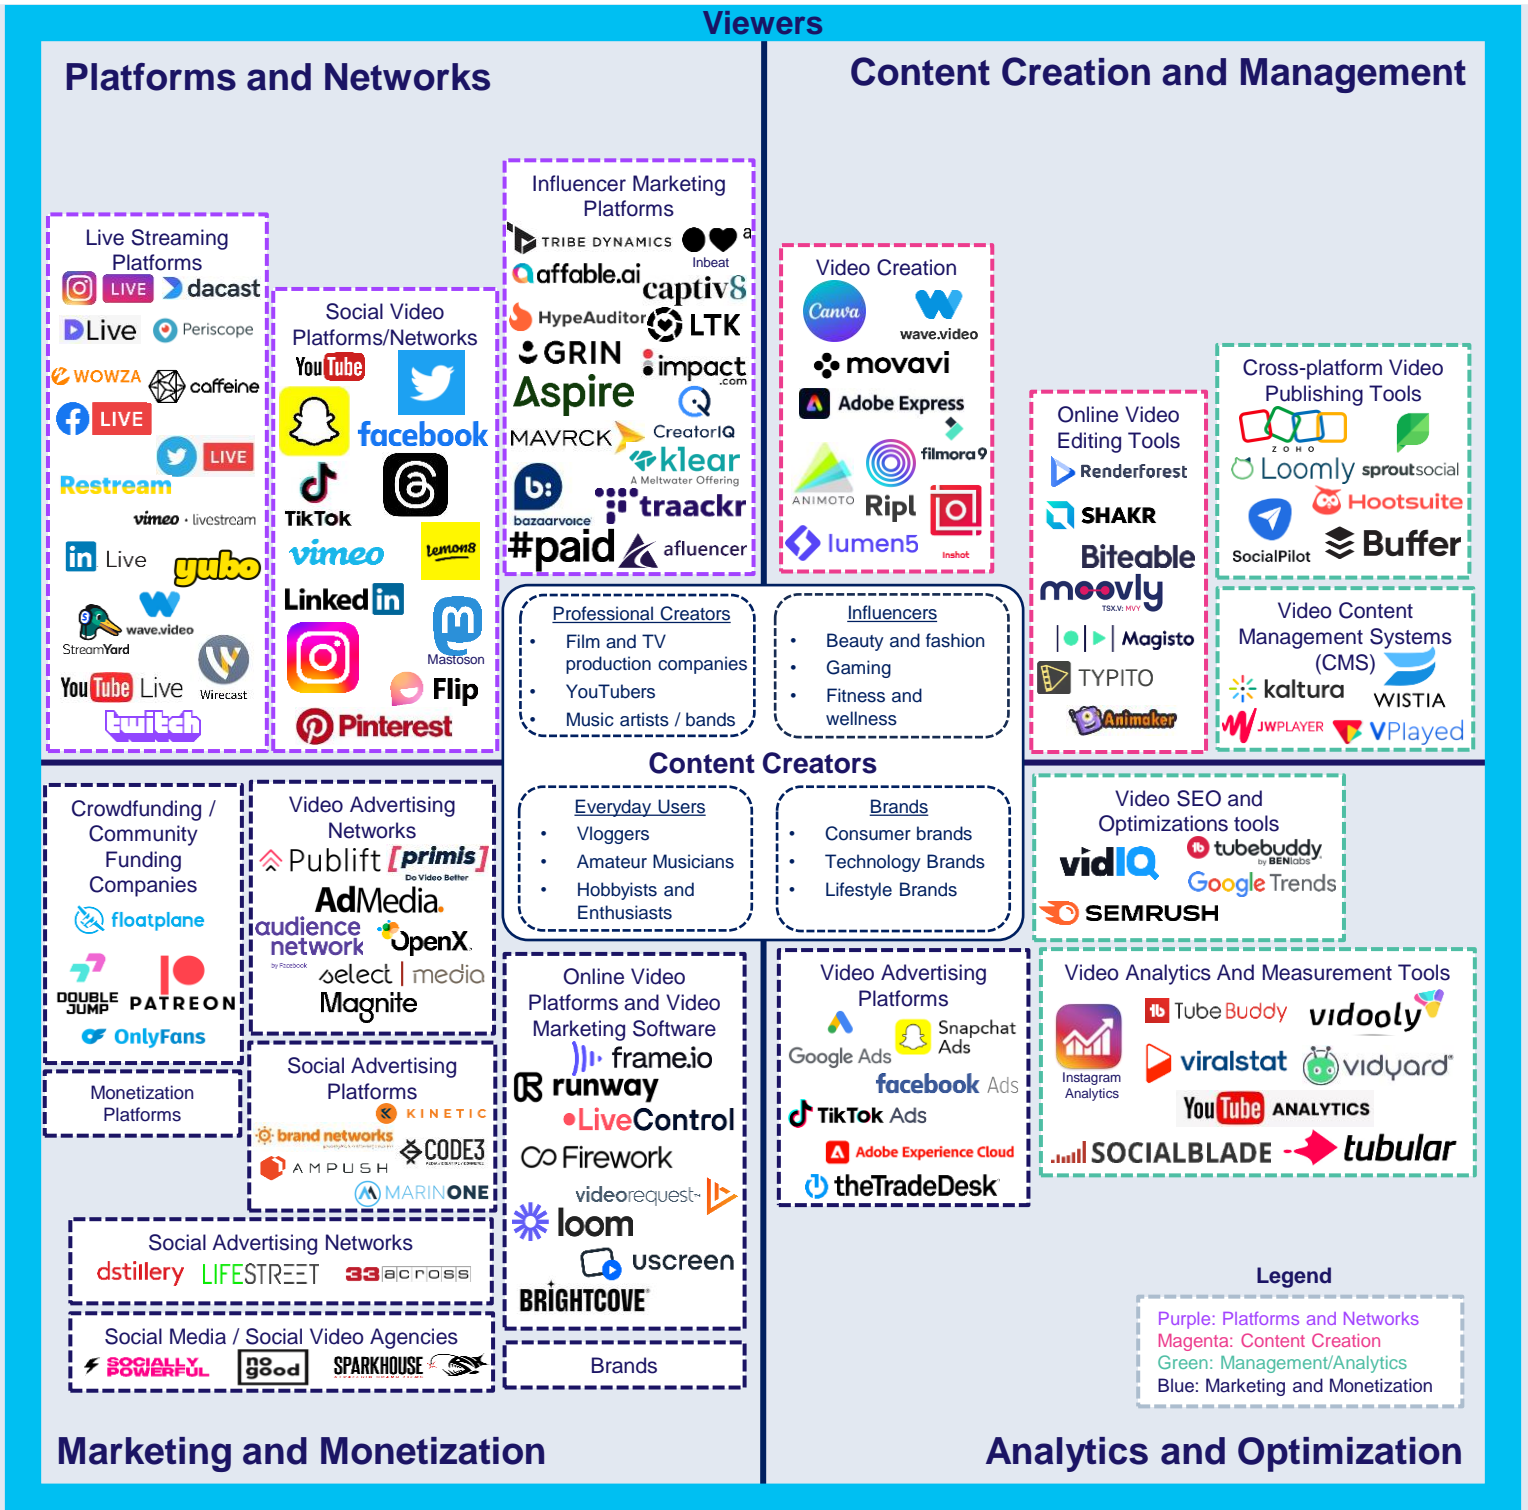 Viewers
Platforms and Networks
Content Creation and Management
Live Streaming
Platforms
LIVE
dacast
DLive
Periscope
WOWZA
caffeine
LIVE
LIVE
Restream
vimeo · livestream
in Live
yubo
wave.video
StreamYard
Wirecast
YouTube Live
twitch
Social Video
Platforms/Networks
YouTube
facebook
TikTok
vimeo
lemon8
Linked in
Mastoson
Flip
Pinterest
Influencer Marketing
Platforms
TRIBE DYNAMICS
a
Inbeat
affable.ai
captiv8
HypeAuditor
LTK
GRIN
impact
.com
Aspire
MAVRCK
CreatorIQ
klear
A Meltwater Offering
b:
bazaarvoice
traackr
#paid
afluencer
Video Creation
Canva
wave.video
movavi
Adobe Express
filmora9
ANIMOTO
Ripl
Inshot
lumen5
Online Video
Editing Tools
Renderforest
SHAKR
Biteable
moovly
TSX.V: MVY
Magisto
TYPITO
Animaker
Cross-platform Video
Publishing Tools
ZOHO
Loomly
sproutsocial
Hootsuite
SocialPilot
Buffer
Video Content
Management Systems
(CMS)
kaltura
WISTIA
JWPLAYER
VPlayed
Professional Creators
• Film and TV
production companies
• YouTubers
• Music artists / bands
Influencers
• Beauty and fashion
• Gaming
• Fitness and
wellness
Content Creators
Everyday Users
• Vloggers
• Amateur Musicians
• Hobbyists and
Enthusiasts
Brands
• Consumer brands
• Technology Brands
• Lifestyle Brands
Crowdfunding /
Community
Funding
Companies
floatplane
DOUBLE
JUMP
PATREON
OnlyFans
Monetization
Platforms
Video Advertising
Networks
Publift
[primis]
Do Video Better
AdMedia.
audience
network
by Facebook
OpenX
select | media
Magnite
Social Advertising
Platforms
KINETIC
brand networks
CODE3
AMPUSH
MARINONE
Social Advertising Networks
dstillery
LIFESTREET
33across
Social Media / Social Video Agencies
SOCIALLY
POWERFUL
no
good
SPARKHOUSE
Online Video
Platforms and Video
Marketing Software
frame.io
runway
LiveControl
Firework
videorequest
loom
uscreen
BRIGHTCOVE
Brands
Video Advertising
Platforms
Google Ads
Snapchat
Ads
facebook Ads
TikTok Ads
Adobe Experience Cloud
theTradeDesk
Video SEO and
Optimizations tools
vidIQ
tubebuddy
by BENlabs
Google Trends
SEMRUSH
Video Analytics And Measurement Tools
Instagram
Analytics
TubeBuddy
vidooly
viralstat
vidyard
YouTube ANALYTICS
SOCIALBLADE
tubular
Legend
Purple: Platforms and Networks
Magenta: Content Creation
Green: Management/Analytics
Blue: Marketing and Monetization
Marketing and Monetization
Analytics and Optimization